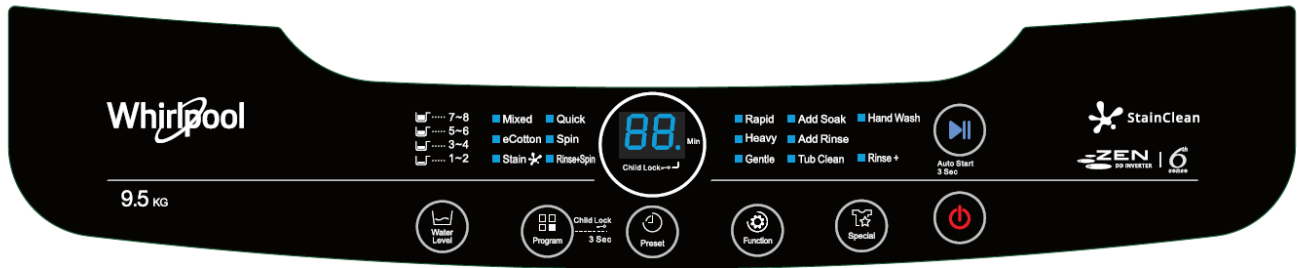 Whirlpool
9.5 KG
7~8
5~6
3~4
1~2
Mixed Quick
eCotton Spin
Stain Rinse+Spin
88. Min
Child Lock
Rapid Add Soak Hand Wash
Heavy Add Rinse
Gentle Tub Clean Rinse +
Auto Start
3 Sec
StainClean
ZEN
DD INVERTER
6th
sense
Water
Level
Program
Child Lock
3 Sec
Preset
Function
Special